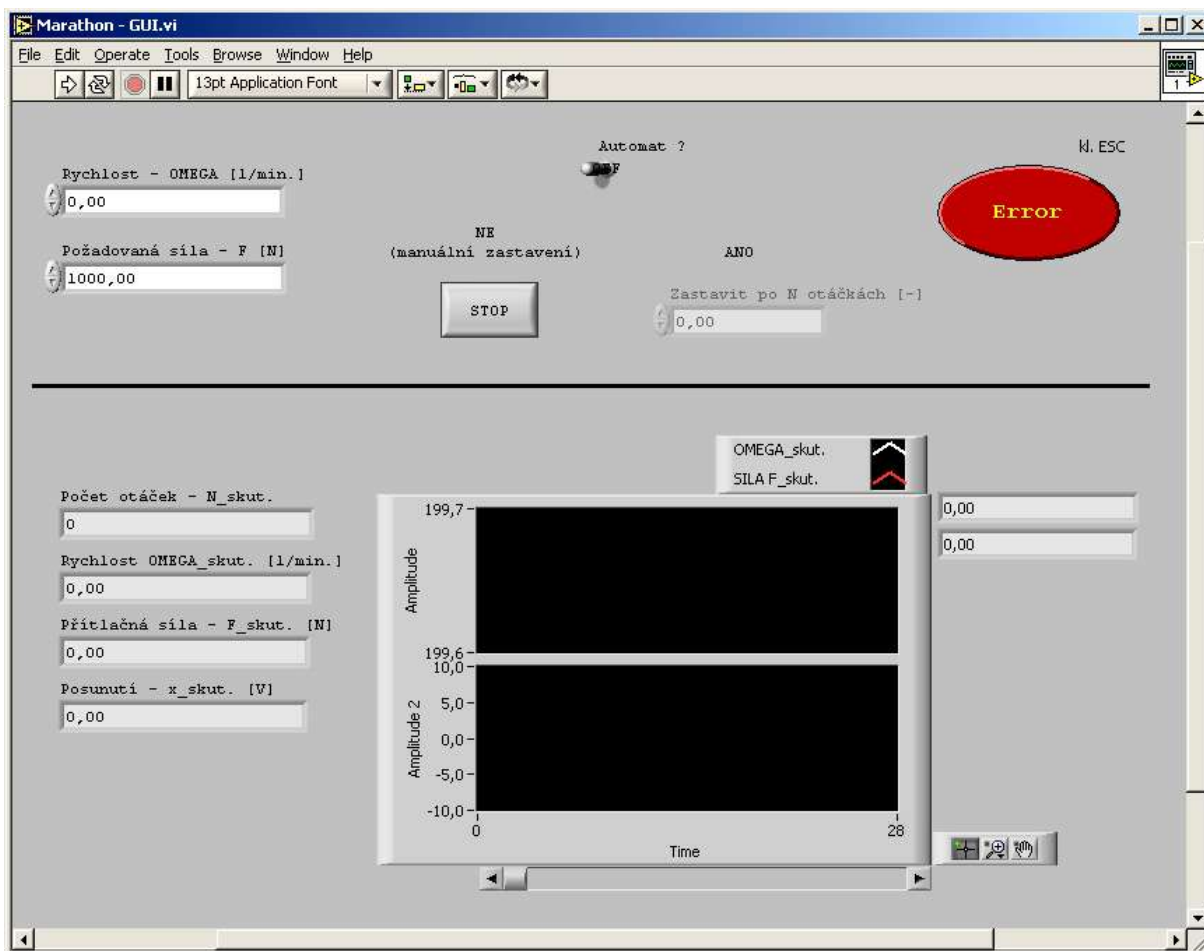 Marathon - GUI.vi
File Edit Operate Tools Browse Window Help
13pt Application Font
1
Automat ?
OFF
kl. ESC
Rychlost - OMEGA [1/min.]
0,00
Error
Požadovaná síla - F [N]
1000,00
NE
(manuální zastavení)
ANO
STOP
Zastavit po N otáčkách [-]
0,00
OMEGA_skut.
SILA F_skut.
Počet otáček - N_skut.
0
Rychlost OMEGA_skut. [1/min.]
0,00
Přítlačná síla - F_skut. [N]
0,00
Posunutí - x_skut. [V]
0,00
199,7
Amplitude
199,6
10,0
5,0
Amplitude 2
0,0
-5,0
-10,0
0
28
Time
0,00
0,00